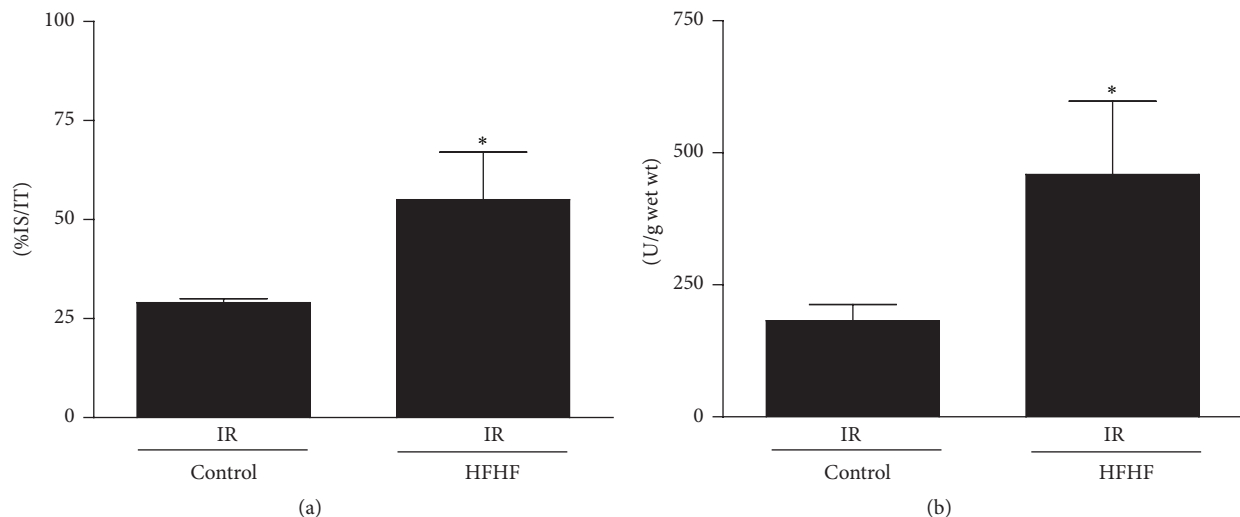 100
75
50
25
0
(%IS/IT)
*
IR
Control
IR
HFHF
(a)
750
500
250
0
(U/g wet wt)
*
IR
Control
IR
HFHF
(b)